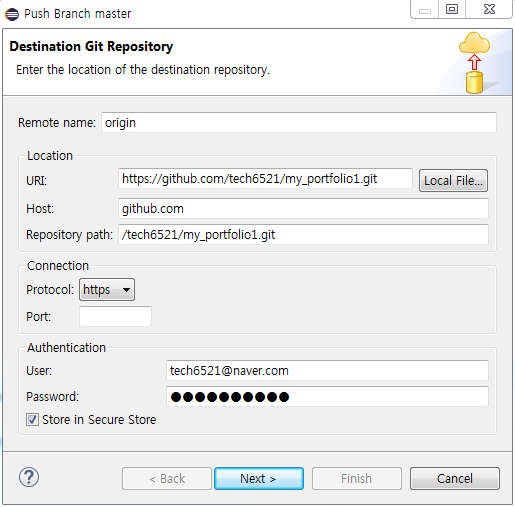 Push Branch master
Destination Git Repository
Enter the location of the destination repository.
Remote name: origin
Location
URI: https://github.com/tech6521/my_portfolio1.git Local File...
Host: github.com
Repository path: /tech6521/my_portfolio1.git
Connection
Protocol: https
Port:
Authentication
User: tech6521@naver.com
Password: ●●●●●●●●●●
Store in Secure Store
? < Back Next > Finish Cancel